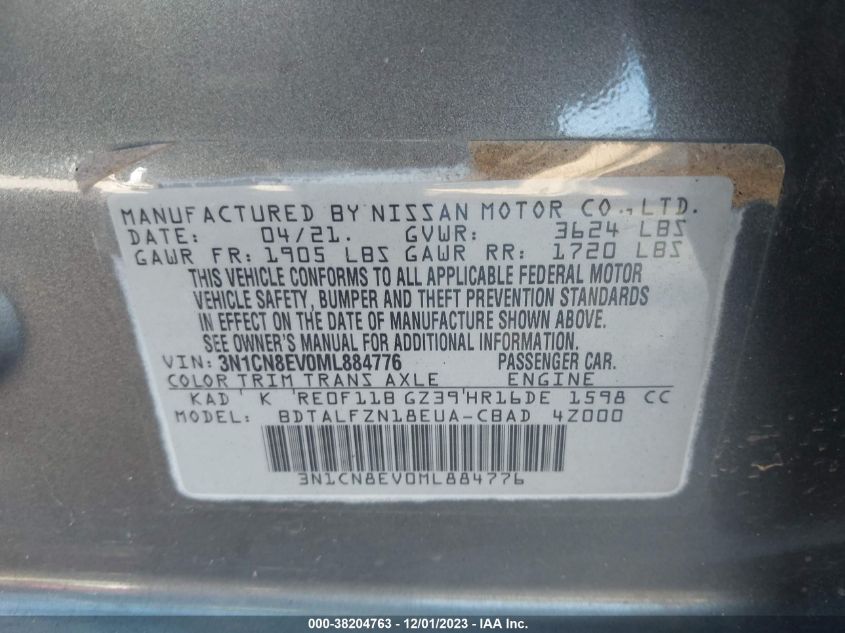 MANUFACTURED BY NISSAN MOTOR CO., LTD.
DATE: 04/21. GVWR: 3624 LBS
GAWR FR: 1905 LBS GAWR RR: 1720 LBS
THIS VEHICLE CONFORMS TO ALL APPLICABLE FEDERAL MOTOR
VEHICLE SAFETY, BUMPER AND THEFT PREVENTION STANDARDS
IN EFFECT ON THE DATE OF MANUFACTURE SHOWN ABOVE.
SEE OWNER'S MANUAL FOR ADDITIONAL INFORMATION.
VIN: 3N1CN8EV0ML884776 PASSENGER CAR.
COLOR TRIM TRANS AXLE ENGINE
KAD K RE0F11B GZ39 HR16DE 1598 CC
MODEL: BDTALFZN18EUA-CBAD 4Z000
3N1CN8EV0ML884776
000-38204763 - 12/01/2023 - IAA Inc.